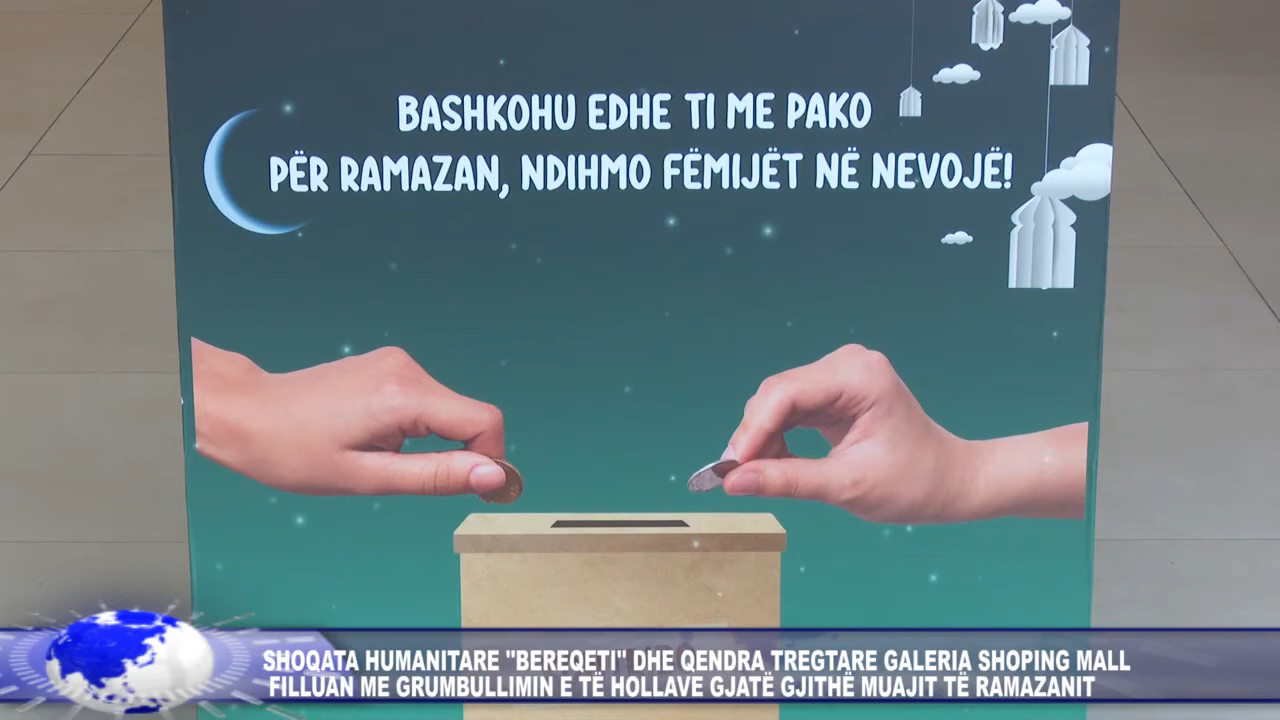 BASHKOHU EDHE TI ME PAKO
PËR RAMAZAN, NDIHMO FËMIJËT NË NEVOJË!
SHOQATA HUMANITARE "BEREQETI" DHE QENDRA TREGTARE GALERIA SHOPING MALL
FILLUAN ME GRUMBULLIMIN E TË HOLLAVE GJATË GJITHË MUAJIT TË RAMAZANIT